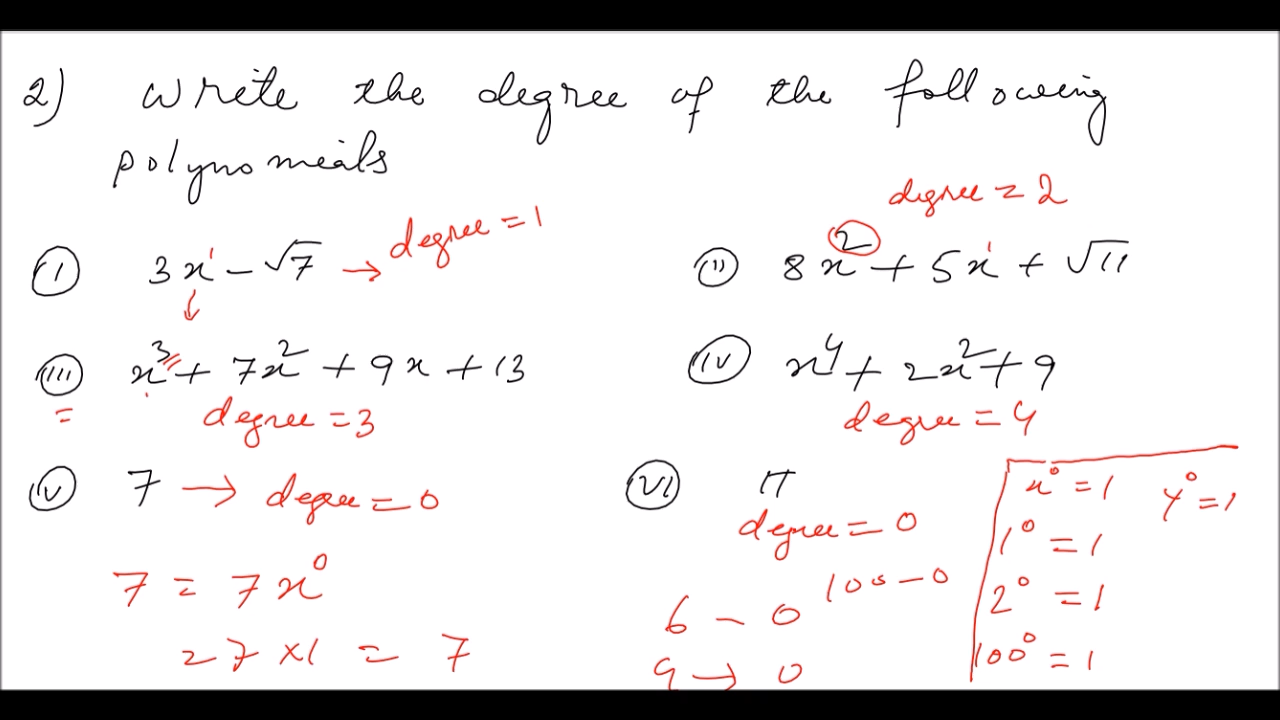 2) Write the degree of the following
polynomials
degree = 2
(I) 3x¹ - √7 → degree = 1
(II) 8x² + 5x¹ + √11
(III) x³ + 7x² + 9x + 13
(IV) x⁴ + 2x² + 9
= degree = 3
degree = 4
(V) 7 → degree = 0
(VI) π
degree = 0
x⁰ = 1 y⁰ = 1
1⁰ = 1
2⁰ = 1
100⁰ = 1
7 = 7x⁰
= 7 × 1 = 7
6 - 0 100 - 0
9 → 0